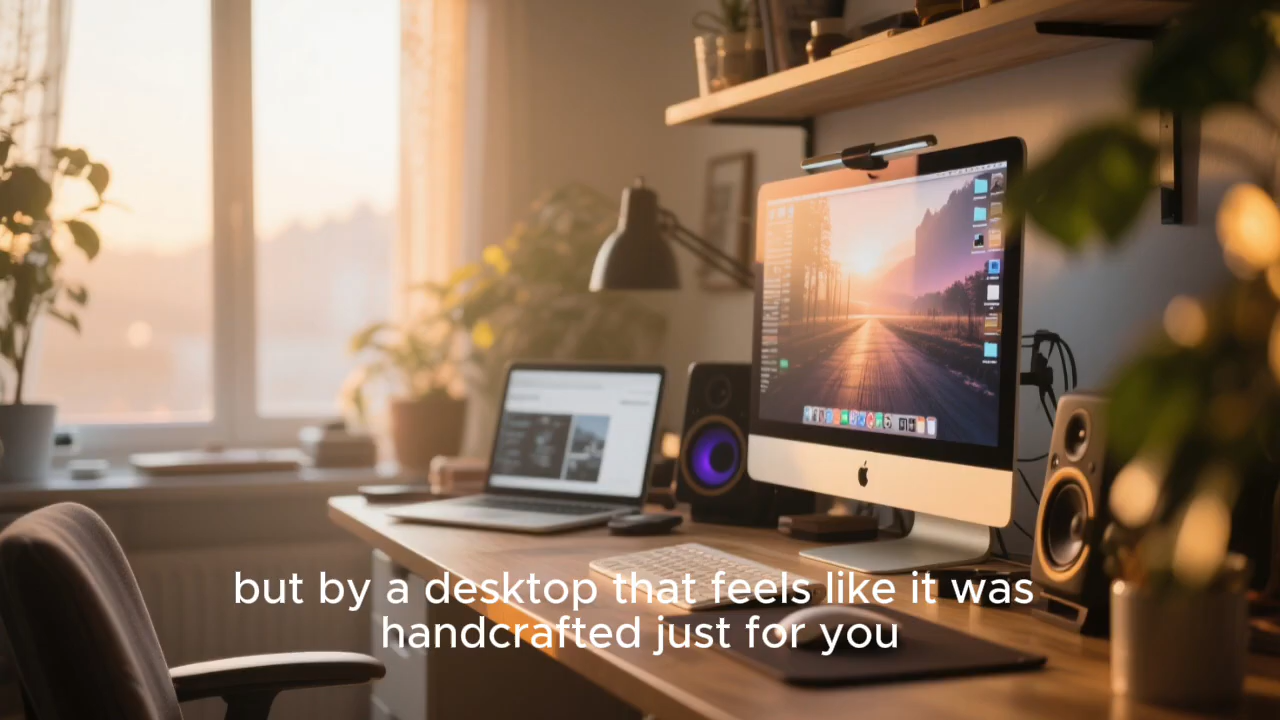 but by a desktop that feels like it was
handcrafted just for you